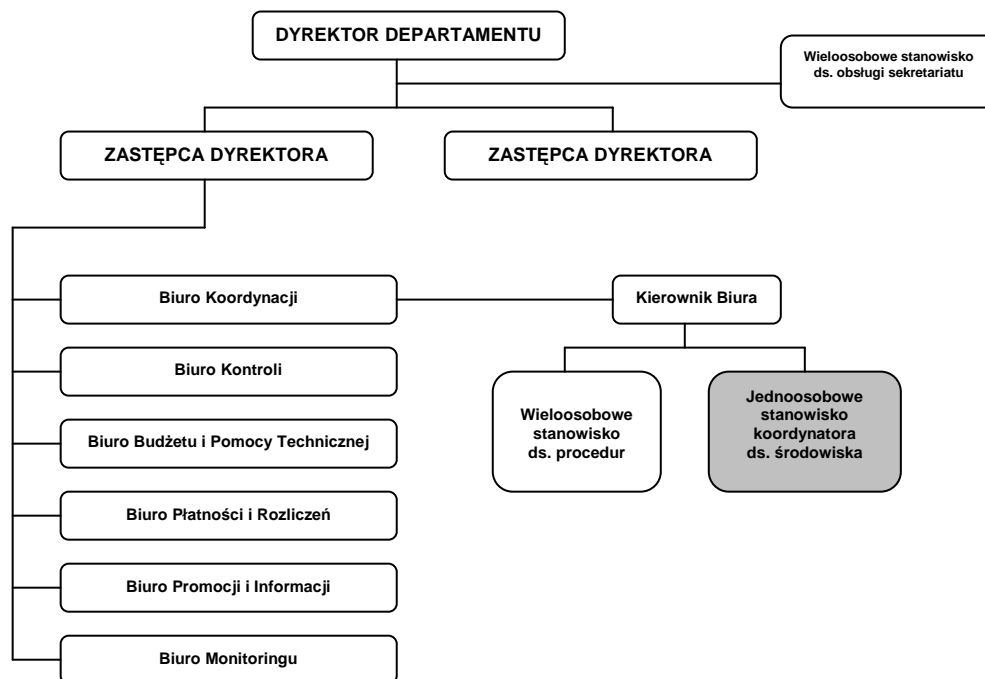 DYREKTOR DEPARTAMENTU
Wieloosobowe stanowisko
ds. obsługi sekretariatu
ZASTĘPCA DYREKTORA
ZASTĘPCA DYREKTORA
Biuro Koordynacji
Kierownik Biura
Biuro Kontroli
Wieloosobowe
stanowisko
ds. procedur
Jednoosobowe
stanowisko
koordynatora
ds. środowiska
Biuro Budżetu i Pomocy Technicznej
Biuro Płatności i Rozliczeń
Biuro Promocji i Informacji
Biuro Monitoringu